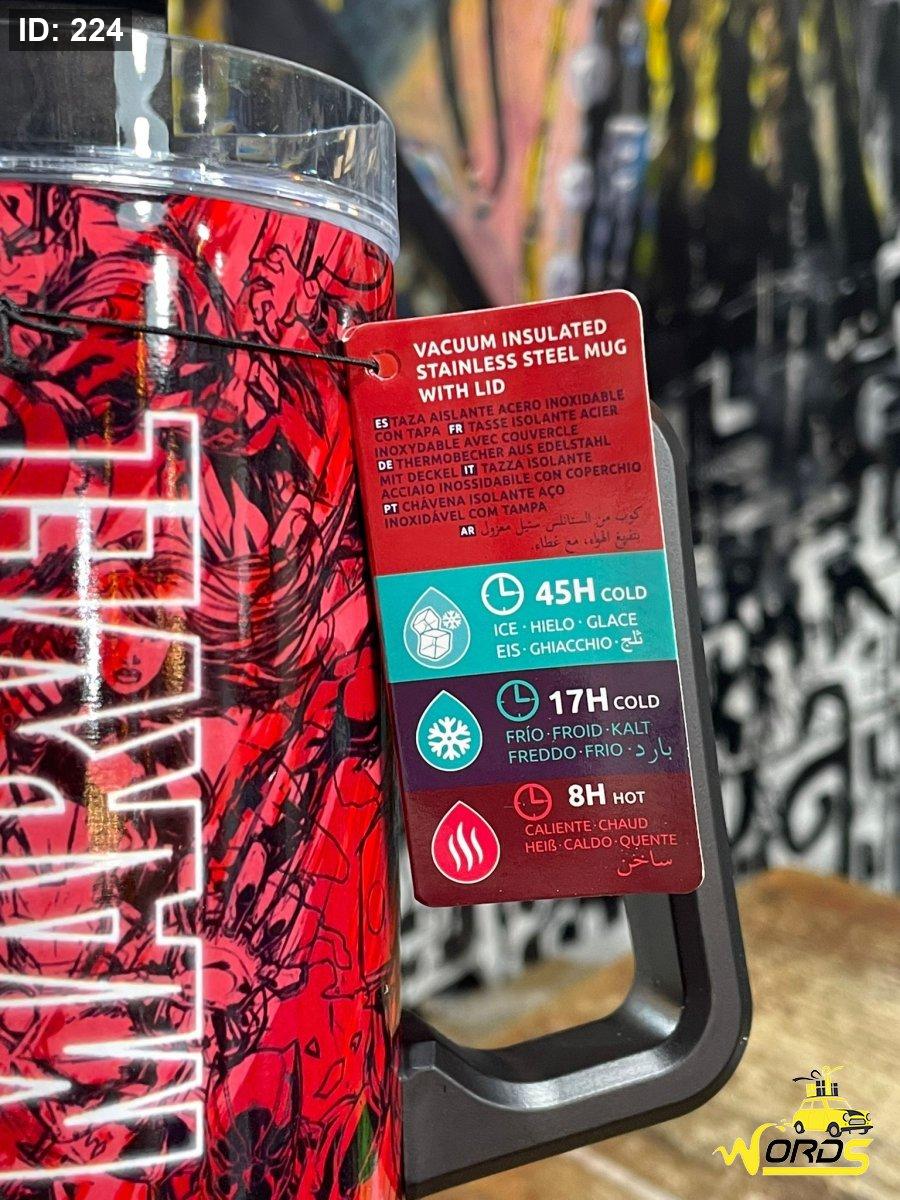 ID: 224
VACUUM INSULATED
STAINLESS STEEL MUG
WITH LID
ES TAZA AISLANTE ACERO INOXIDABLE
CON TAPA FR TASSE ISOLANTE ACIER
INOXYDABLE AVEC COUVERCLE
DE THERMOBECHER AUS EDELSTAHL
MIT DECKEL IT TAZZA ISOLANTE
ACCIAIO INOSSIDABILE CON COPERCHIO
PT CHÁVENA ISOLANTE AÇO
INOXIDÁVEL COM TAMPA
AR كوب من الستانلس ستيل معزول
بتفريغ الهواء، مع غطاء.
45H COLD
ICE · HIELO · GLACE
EIS · GHIACCHIO · ثلج
17H COLD
FRÍO · FROID · KALT
FREDDO · FRIO · بارد
8H HOT
CALIENTE · CHAUD
HEIß · CALDO · QUENTE
ساخن
WORDS